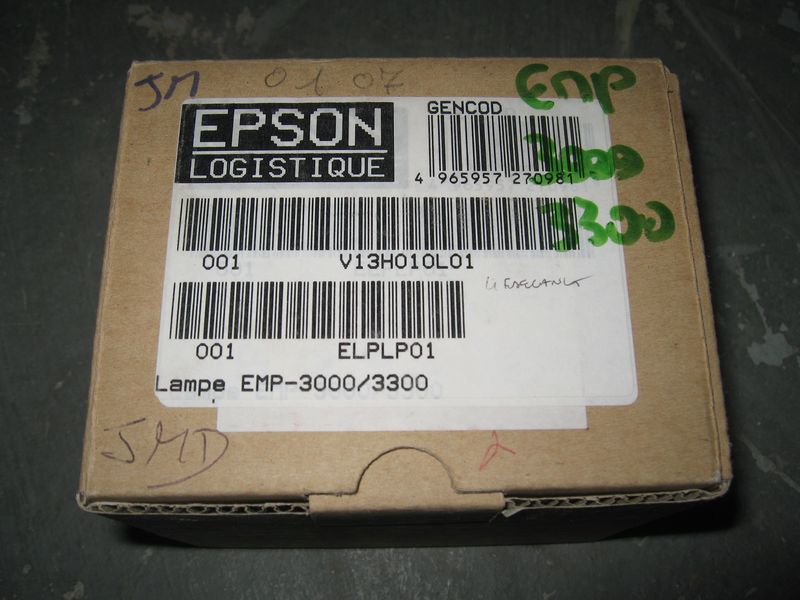 JM
01 07
EPSON
LOGISTIQUE
GENCOD
4 965957 270981
Emp
3000
3300
001 V13H010L01
001 ELPLP01
Lampe EMP-3000/3300
JMD
2